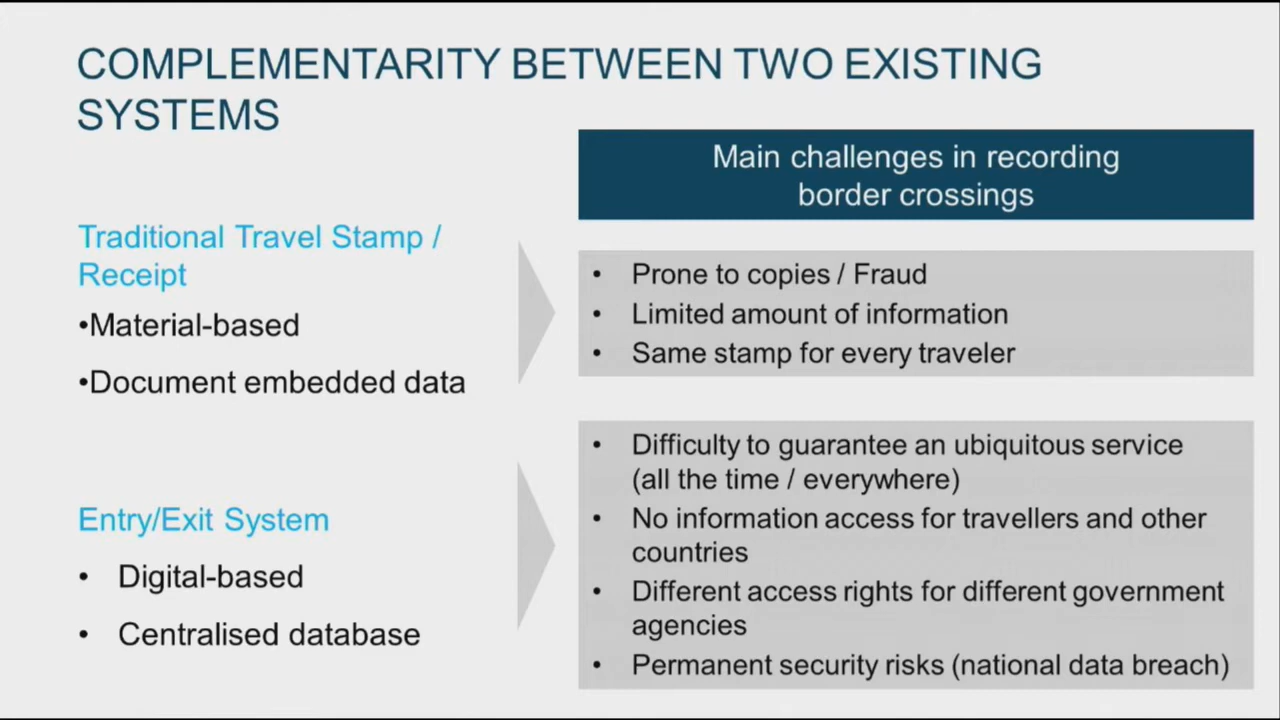 COMPLEMENTARITY BETWEEN TWO EXISTING
SYSTEMS
Main challenges in recording
border crossings
Traditional Travel Stamp /
Receipt
•Material-based
•Document embedded data
• Prone to copies / Fraud
• Limited amount of information
• Same stamp for every traveler
Entry/Exit System
• Digital-based
• Centralised database
• Difficulty to guarantee an ubiquitous service
(all the time / everywhere)
• No information access for travellers and other
countries
• Different access rights for different government
agencies
• Permanent security risks (national data breach)